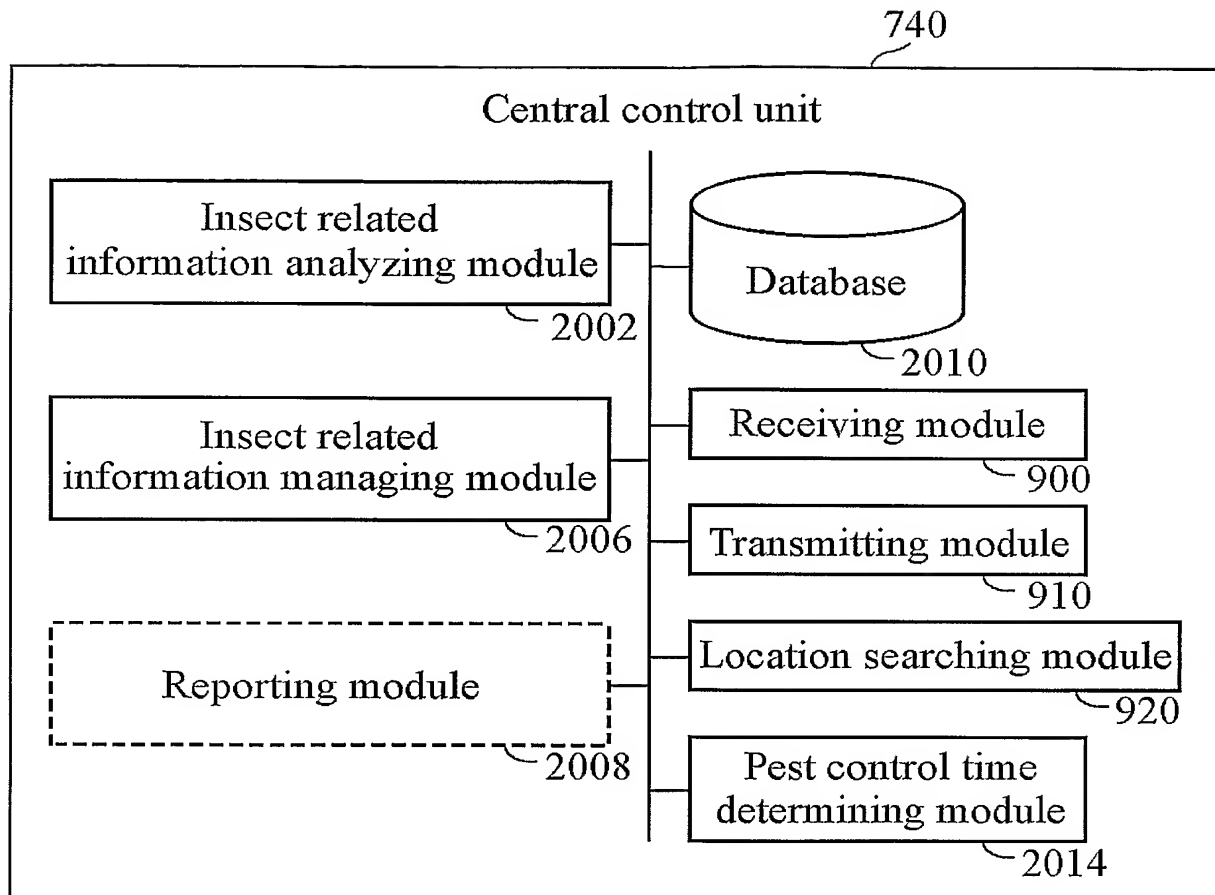 740
Central control unit
Insect related
information analyzing module
2002
Database
2010
Insect related
information managing module
2006
Receiving module
900
Transmitting module
910
Reporting module
2008
Location searching module
920
Pest control time
determining module
2014